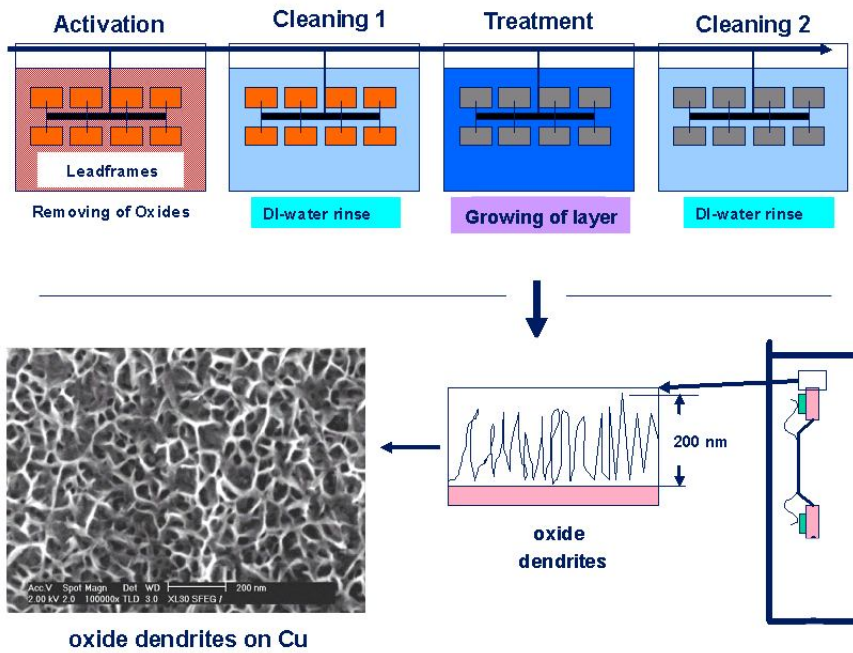 Activation
Cleaning 1
Treatment
Cleaning 2
Leadframes
Removing of Oxides
DI-water rinse
Growing of layer
DI-water rinse
200 nm
oxide
dendrites
Acc.V Spot Magn Det WD 200 nm
2.00 kV 2.0 100000x TLD 3.0 XL30 SFEG /
oxide dendrites on Cu